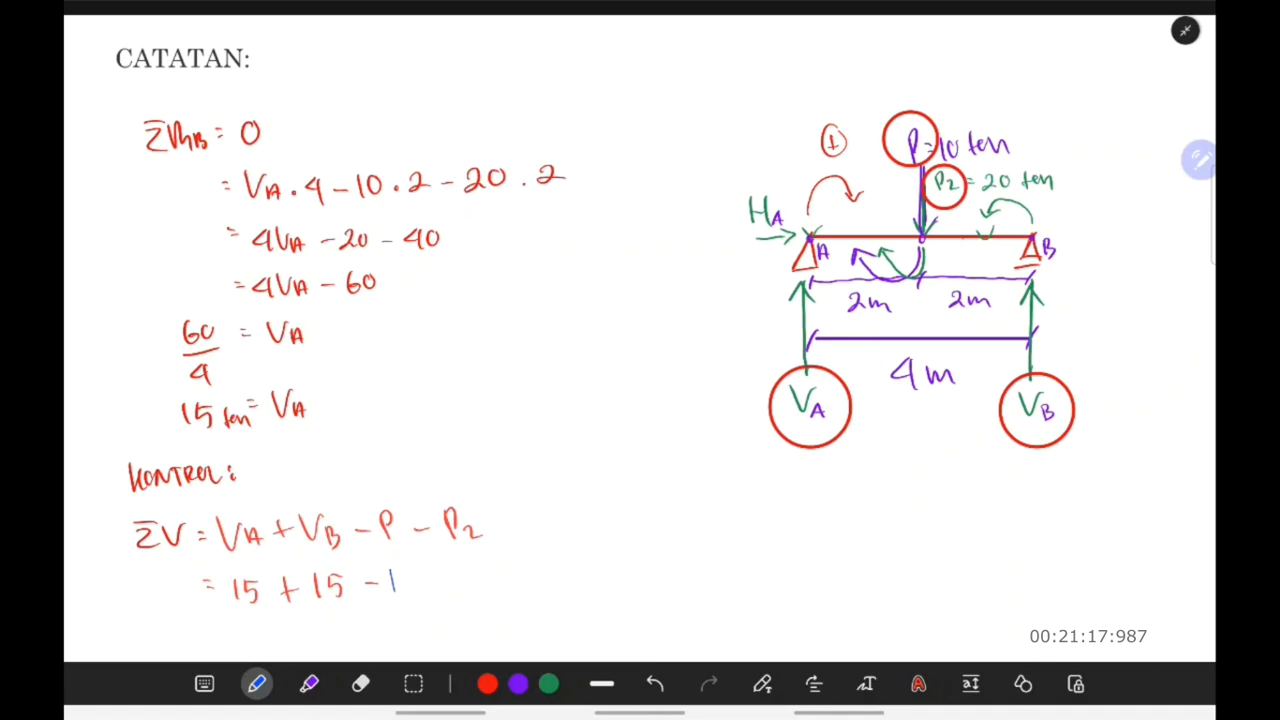 CATATAN:
ΣMB = 0
= VA . 4 - 10 . 2 - 20 . 2
= 4VA - 20 - 40
= 4VA - 60
60/4 = VA
15 ton = VA
KONTROL:
ΣV = VA + VB - P - P2
= 15 + 15 - 1
+
P = 10 ton
P2 = 20 ton
HA
A
B
2m
2m
4m
VA
VB
00:21:17:987